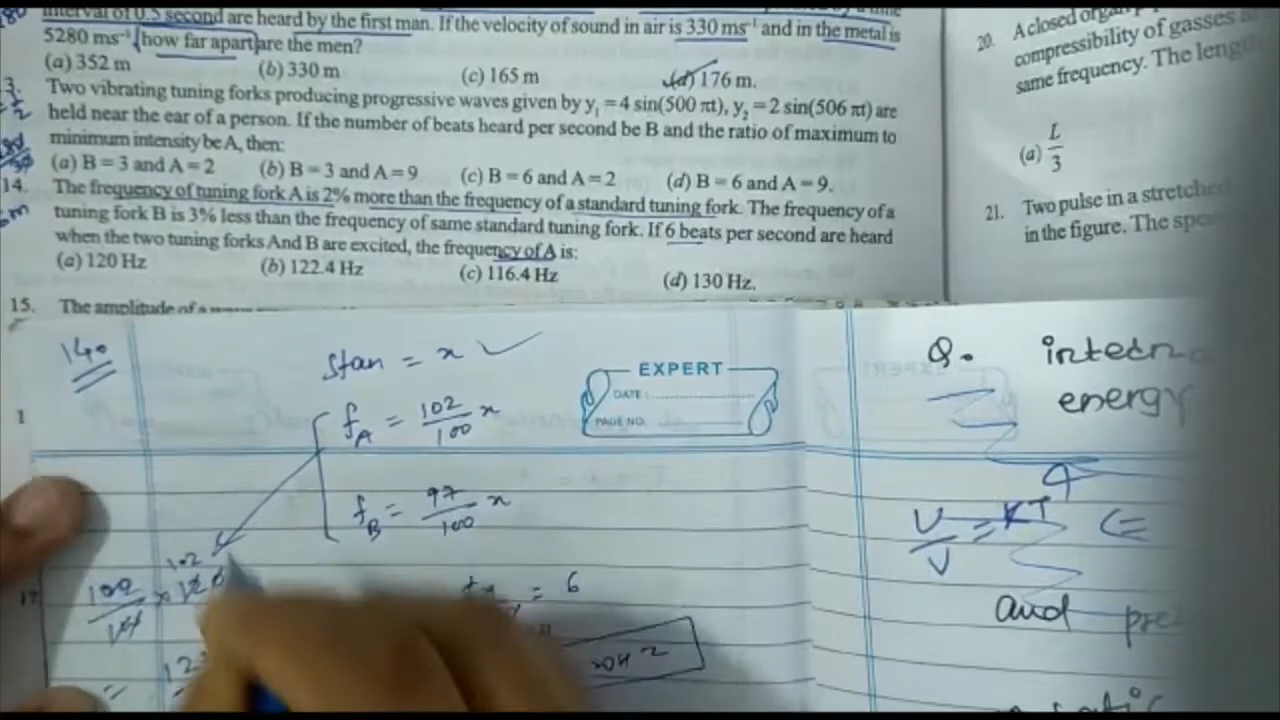 interval of 0.5 second are heard by the first man. If the velocity of sound in air is 330 ms⁻¹ and in the metal is
5280 ms⁻¹ how far apart are the men?
(a) 352 m (b) 330 m (c) 165 m (d) 176 m.
Two vibrating tuning forks producing progressive waves given by y₁ = 4 sin(500 πt), y₂ = 2 sin(506 πt) are
held near the ear of a person. If the number of beats heard per second be B and the ratio of maximum to
minimum intensity be A, then:
(a) B = 3 and A = 2 (b) B = 3 and A = 9 (c) B = 6 and A = 2 (d) B = 6 and A = 9.
14. The frequency of tuning fork A is 2% more than the frequency of a standard tuning fork. The frequency of a
tuning fork B is 3% less than the frequency of same standard tuning fork. If 6 beats per second are heard
when the two tuning forks And B are excited, the frequency of A is:
(a) 120 Hz (b) 122.4 Hz (c) 116.4 Hz (d) 130 Hz.
15. The amplitude of a
20. A closed organ
compressibility of gasses
same frequency. The length
(a) L/3
21. Two pulse in a stretched
in the figure. The
14.
Stan = x
f_A = 102/100 x
f_B = 97/100 x
= 6
EXPERT
DATE :
PAGE NO.
1
17
Q.
energy
= KT
and